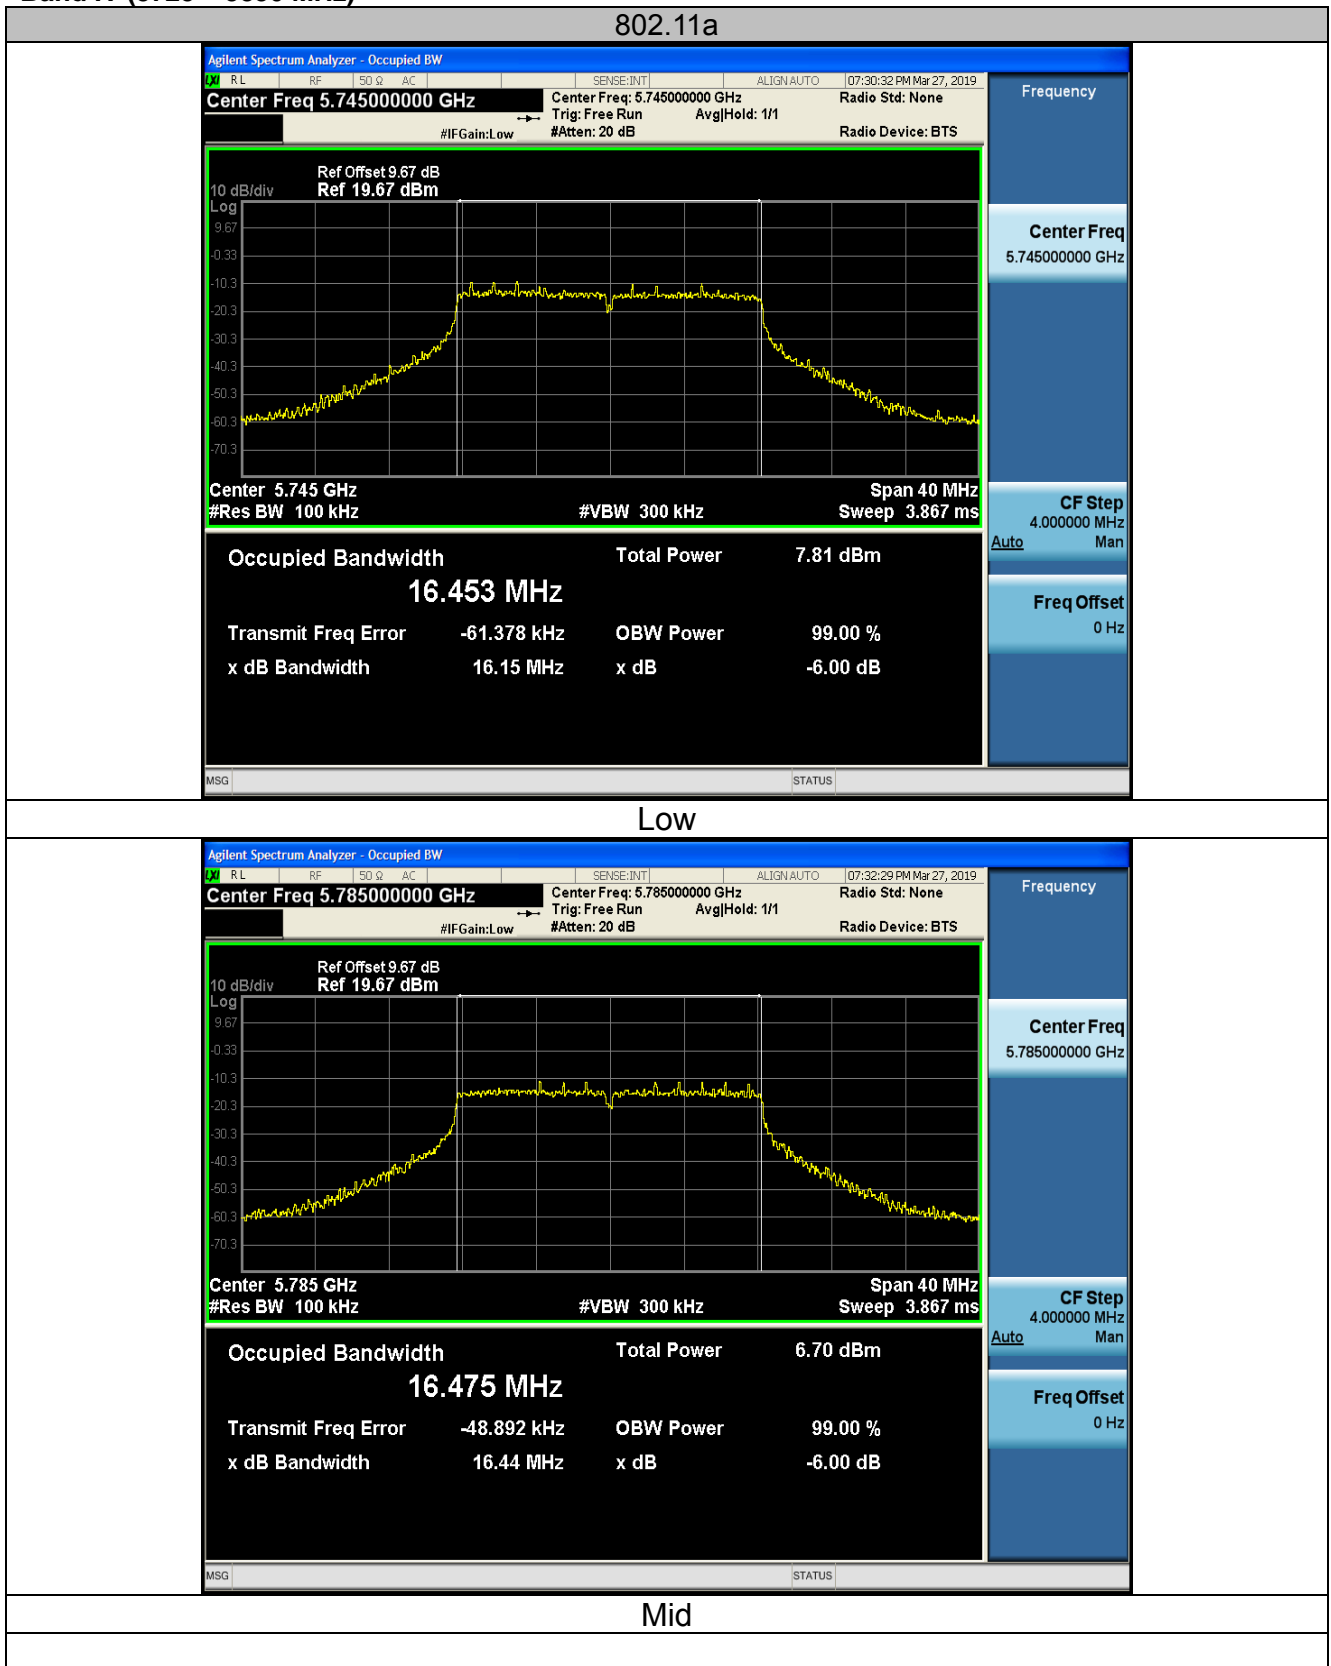 802.11a
Agilent Spectrum Analyzer - Occupied BW
LXI RL RF 50 Ω AC SENSE:INT ALIGN AUTO 07:30:32 PM Mar 27, 2019
Center Freq 5.745000000 GHz
Center Freq: 5.745000000 GHz Radio Std: None
Trig: Free Run Avg|Hold: 1/1
#IFGain:Low #Atten: 20 dB Radio Device: BTS
Frequency
Ref Offset 9.67 dB
10 dB/div Ref 19.67 dBm
Log
9.67
-0.33
-10.3
-20.3
-30.3
-40.3
-50.3
-60.3
-70.3
Center 5.745 GHz Span 40 MHz
#Res BW 100 kHz #VBW 300 kHz Sweep 3.867 ms
Center Freq
5.745000000 GHz
CF Step
4.000000 MHz
Auto Man
Freq Offset
0 Hz
Occupied Bandwidth Total Power 7.81 dBm
16.453 MHz
Transmit Freq Error -61.378 kHz OBW Power 99.00 %
x dB Bandwidth 16.15 MHz x dB -6.00 dB
MSG STATUS
Low
Agilent Spectrum Analyzer - Occupied BW
LXI RL RF 50 Ω AC SENSE:INT ALIGN AUTO 07:32:29 PM Mar 27, 2019
Center Freq 5.785000000 GHz
Center Freq: 5.785000000 GHz Radio Std: None
Trig: Free Run Avg|Hold: 1/1
#IFGain:Low #Atten: 20 dB Radio Device: BTS
Frequency
Ref Offset 9.67 dB
10 dB/div Ref 19.67 dBm
Log
9.67
-0.33
-10.3
-20.3
-30.3
-40.3
-50.3
-60.3
-70.3
Center 5.785 GHz Span 40 MHz
#Res BW 100 kHz #VBW 300 kHz Sweep 3.867 ms
Center Freq
5.785000000 GHz
CF Step
4.000000 MHz
Auto Man
Freq Offset
0 Hz
Occupied Bandwidth Total Power 6.70 dBm
16.475 MHz
Transmit Freq Error -48.892 kHz OBW Power 99.00 %
x dB Bandwidth 16.44 MHz x dB -6.00 dB
MSG STATUS
Mid